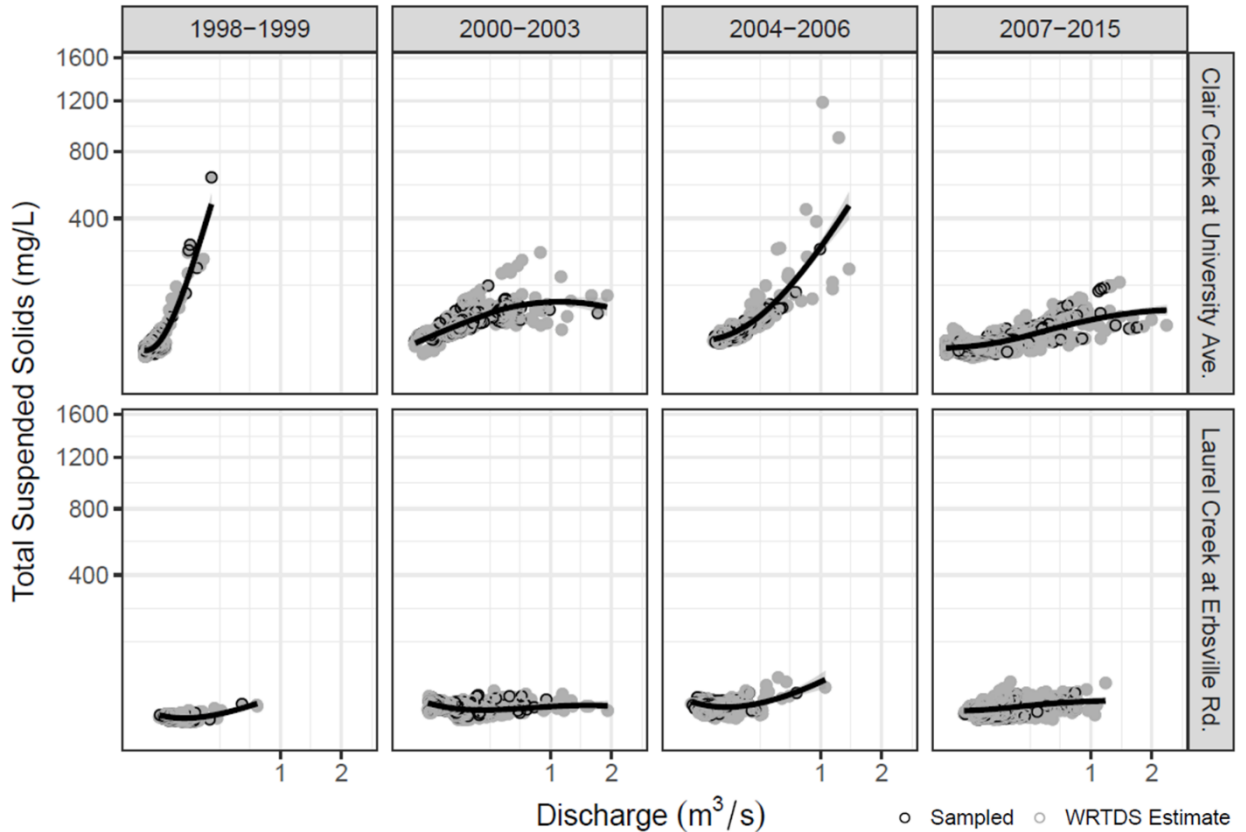 1998−1999
2000−2003
2004−2006
2007−2015
Total Suspended Solids (mg/L)
1600
1200
800
400
Clair Creek at University Ave.
1600
1200
800
400
Laurel Creek at Erbsville Rd.
1 2
1 2
1 2
1 2
Discharge (m³/s)
Sampled
WRTDS Estimate